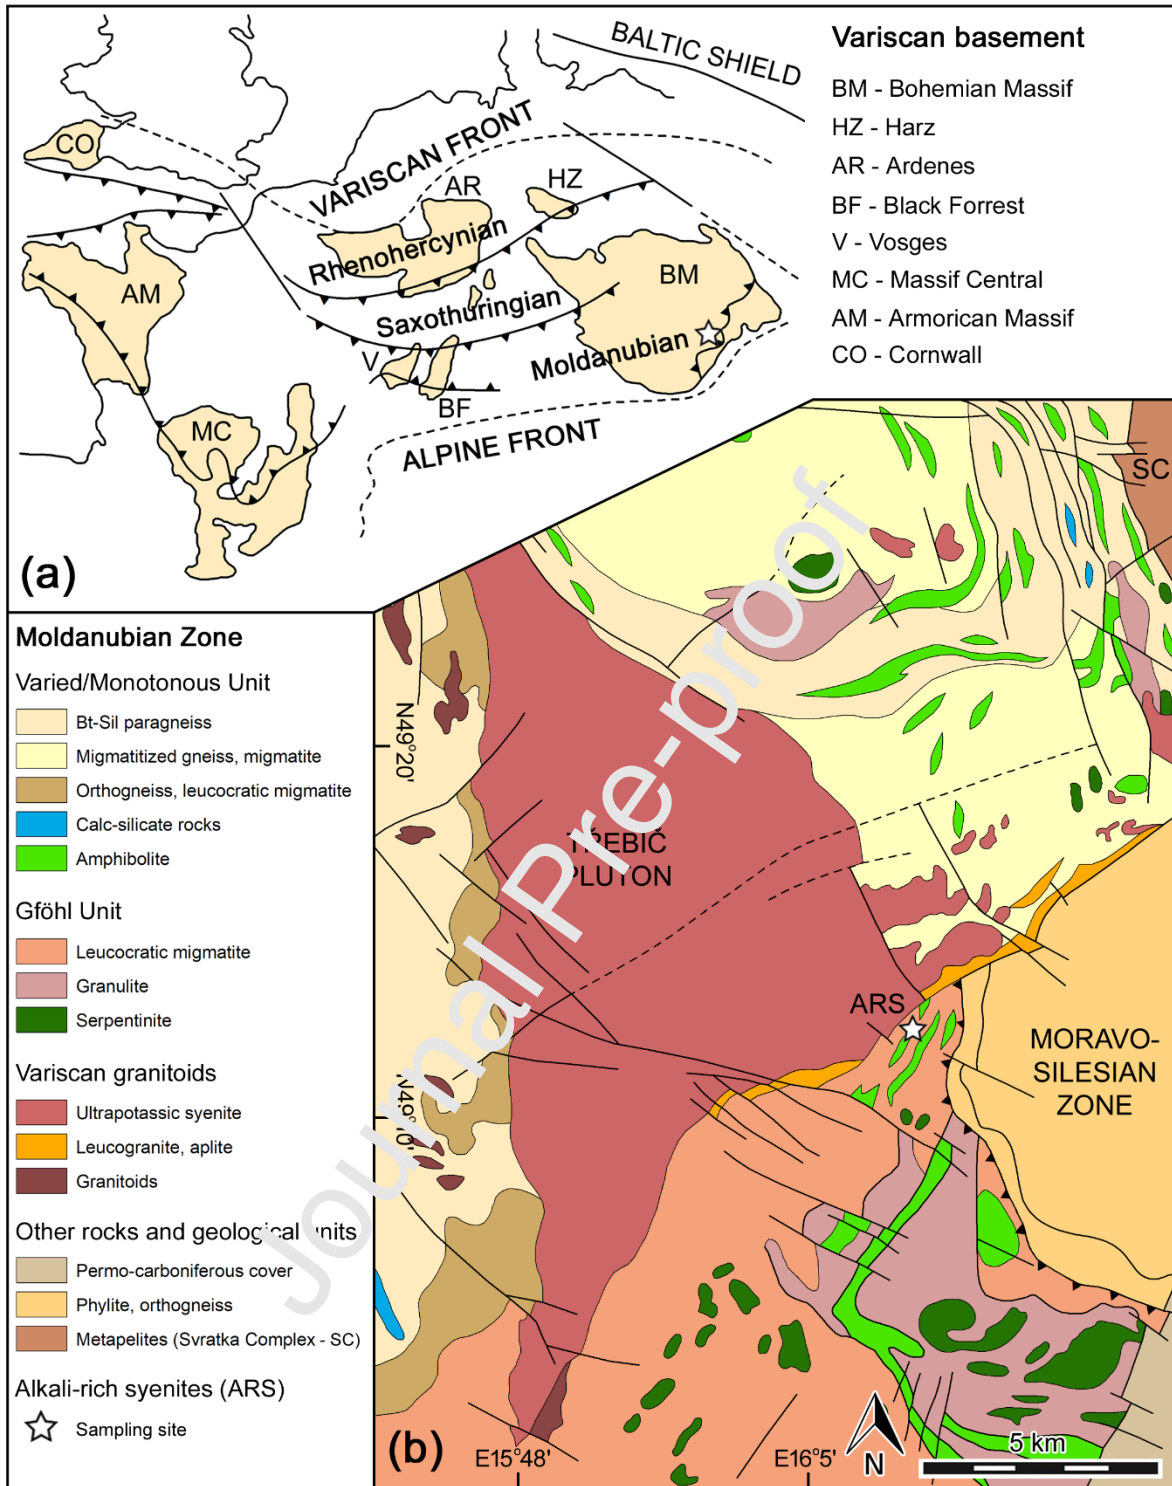 BALTIC SHIELD
VARISCAN FRONT
CO
AR
HZ
Rhenohercynian
AM
BM
Saxothuringian
Moldanubian
V
BF
MC
ALPINE FRONT
(a)
Variscan basement
BM - Bohemian Massif
HZ - Harz
AR - Ardenes
BF - Black Forrest
V - Vosges
MC - Massif Central
AM - Armorican Massif
CO - Cornwall
Moldanubian Zone
Varied/Monotonous Unit
Bt-Sil paragneiss
Migmatitized gneiss, migmatite
Orthogneiss, leucocratic migmatite
Calc-silicate rocks
Amphibolite
Gföhl Unit
Leucocratic migmatite
Granulite
Serpentinite
Variscan granitoids
Ultrapotassic syenite
Leucogranite, aplite
Granitoids
Other rocks and geological units
Permo-carboniferous cover
Phylite, orthogneiss
Metapelites (Svratka Complex - SC)
Alkali-rich syenites (ARS)
Sampling site
SC
N49°20'
TŘEBÍČ
PLUTON
ARS
MORAVO-
SILESIAN
ZONE
N49°10'
(b)
E15°48'
E16°5'
N
5 km
Journal Pre-proof